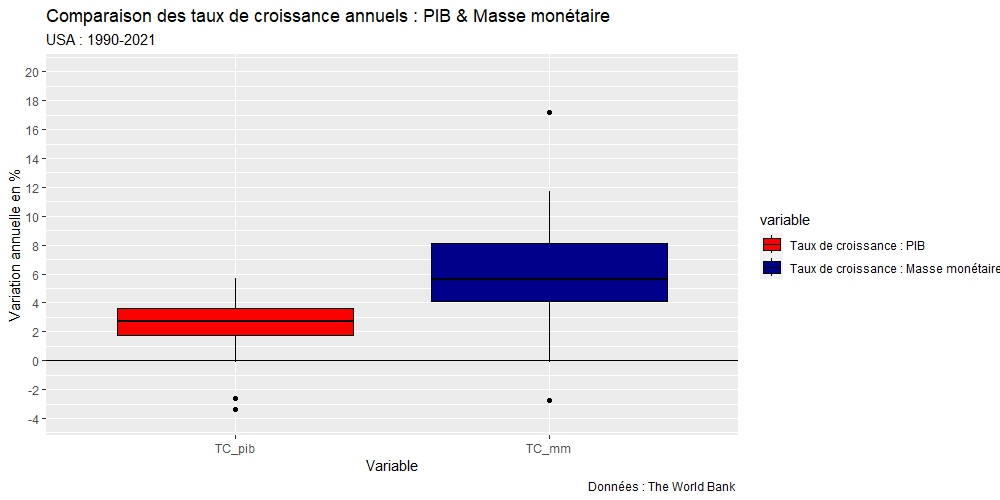 Comparaison des taux de croissance annuels : PIB & Masse monétaire
USA : 1990-2021
Variation annuelle en %
20
18
16
14
12
10
8
6
4
2
0
-2
-4
TC_pib
TC_mm
Variable
variable
Taux de croissance : PIB
Taux de croissance : Masse monétaire
Données : The World Bank